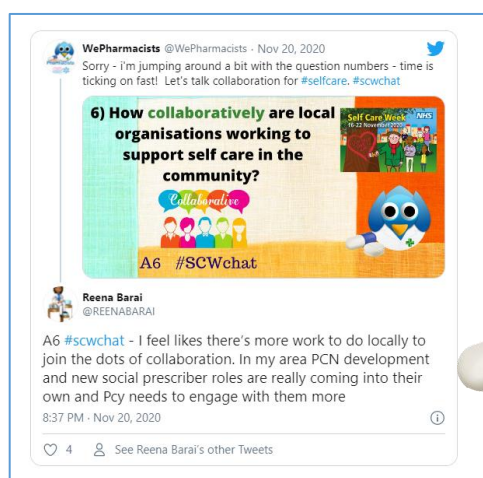 WePharmacists @WePharmacists · Nov 20, 2020
Sorry - i'm jumping around a bit with the question numbers - time is
ticking on fast!  Let's talk collaboration for #selfcare. #scwchat
6) How collaboratively are local
organisations working to
support self care in the
community?
Self Care Week
16-22 November 2020
NHS
Collaborative
A6 #SCWchat
Reena Barai
@REENABARAI
A6 #scwchat - I feel likes there's more work to do locally to
join the dots of collaboration. In my area PCN development
and new social prescriber roles are really coming into their
own and Pcy needs to engage with them more
8:37 PM · Nov 20, 2020
4 See Reena Barai's other Tweets